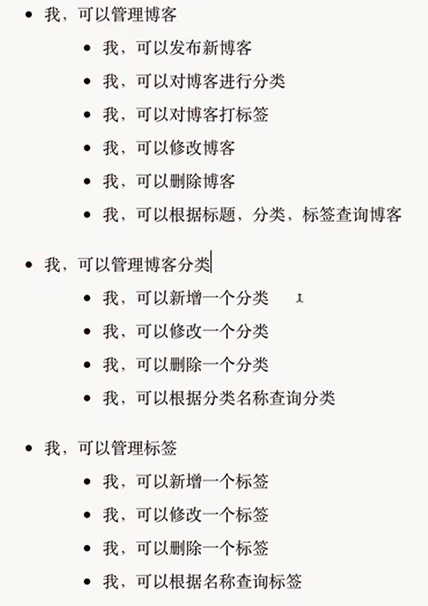 我，可以管理博客
我，可以发布新博客
我，可以对博客进行分类
我，可以对博客打标签
我，可以修改博客
我，可以删除博客
我，可以根据标题，分类，标签查询博客
我，可以管理博客分类
我，可以新增一个分类
我，可以修改一个分类
我，可以删除一个分类
我，可以根据分类名称查询分类
我，可以管理标签
我，可以新增一个标签
我，可以修改一个标签
我，可以删除一个标签
我，可以根据名称查询标签